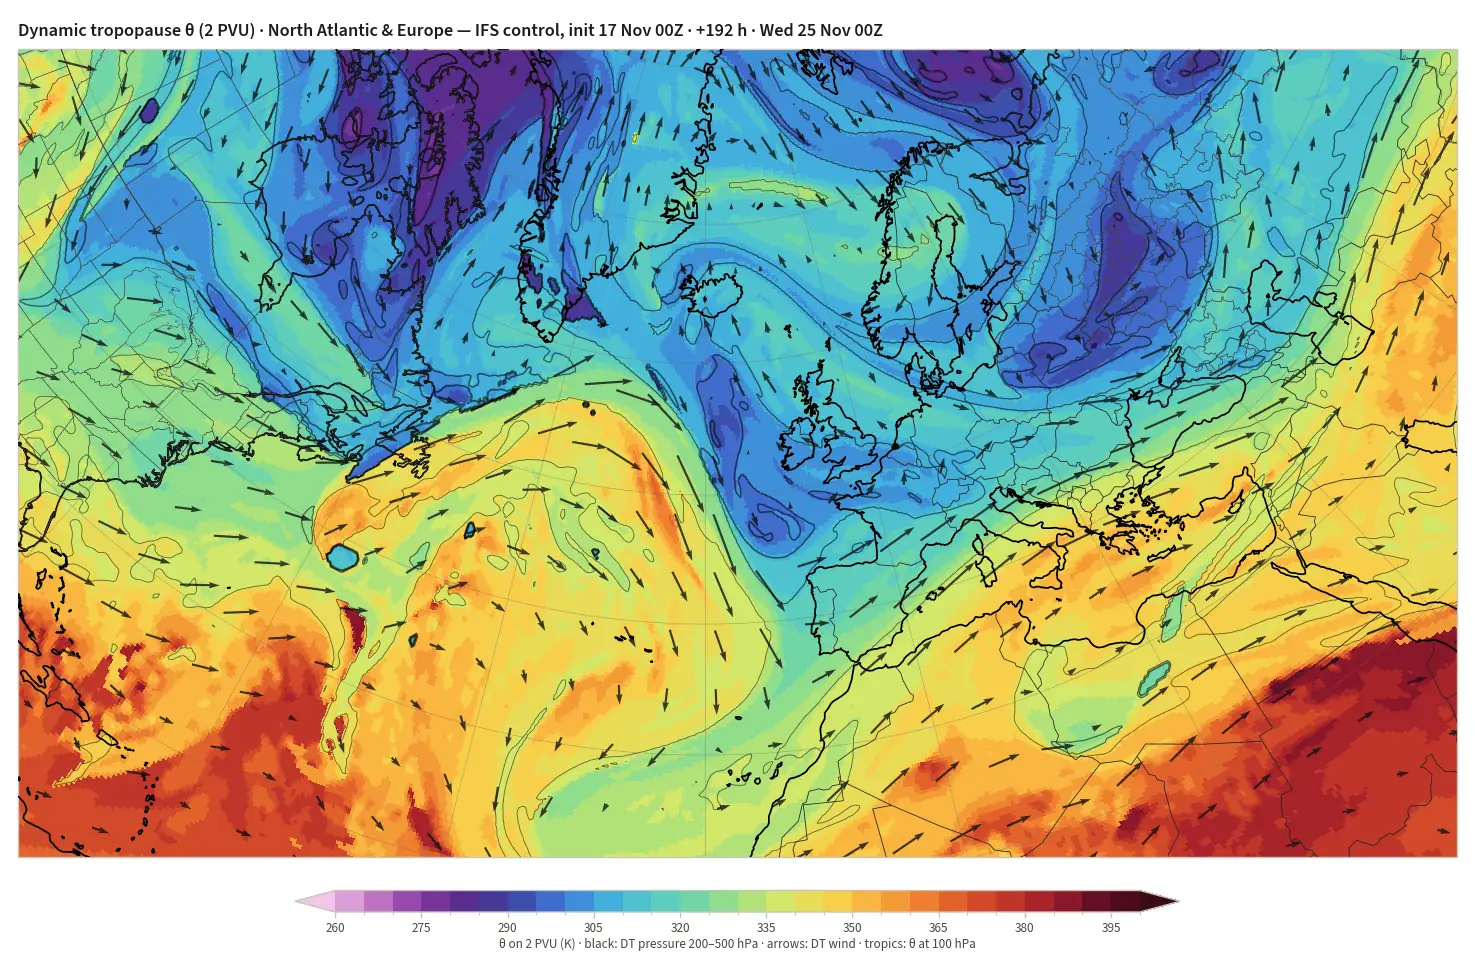 Dynamic tropopause θ (2 PVU) · North Atlantic & Europe — IFS control, init 17 Nov 00Z · +192 h · Wed 25 Nov 00Z
260 275 290 305 320 335 350 365 380 395
θ on 2 PVU (K) · black: DT pressure 200–500 hPa · arrows: DT wind · tropics: θ at 100 hPa